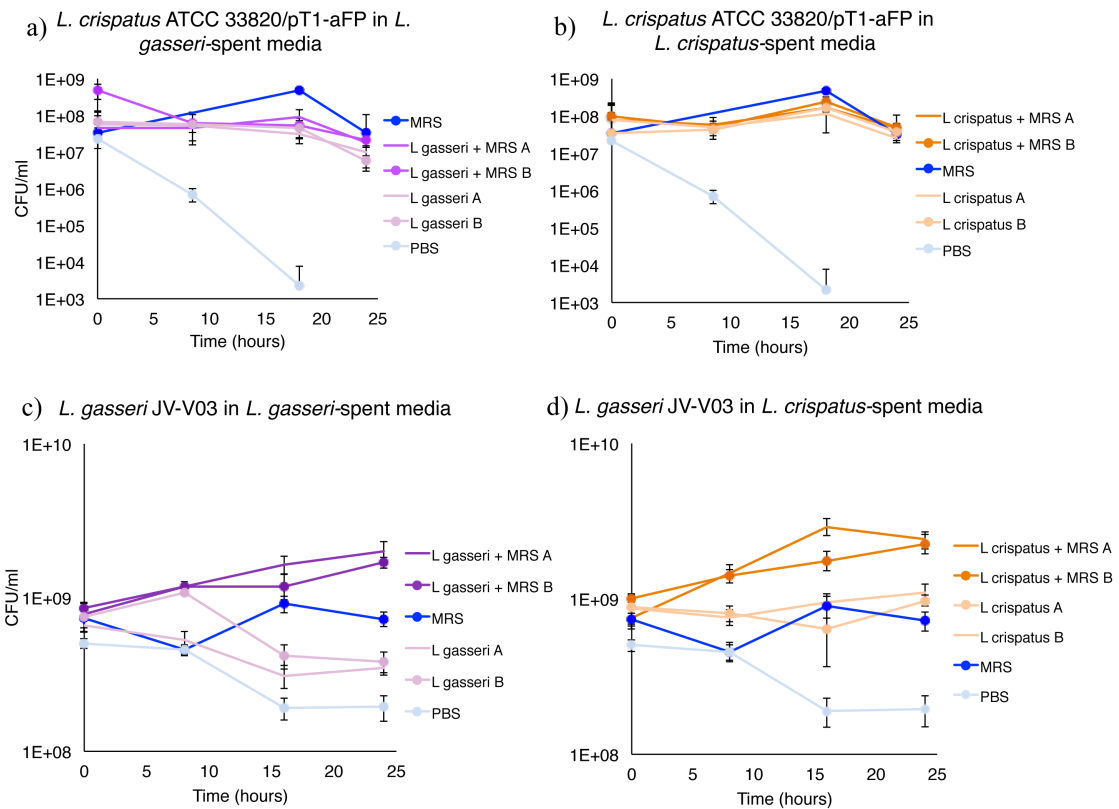 a) L. crispatus ATCC 33820/pT1-aFP in L.
gasseri-spent media
1E+09
1E+08
1E+07
1E+06
1E+05
1E+04
1E+03
CFU/ml
0 5 10 15 20 25
Time (hours)
MRS
L gasseri + MRS A
L gasseri + MRS B
L gasseri A
L gasseri B
PBS
b) L. crispatus ATCC 33820/pT1-aFP in
L. crispatus-spent media
1E+09
1E+08
1E+07
1E+06
1E+05
1E+04
1E+03
0 5 10 15 20 25
Time (hours)
L crispatus + MRS A
L crispatus + MRS B
MRS
L crispatus A
L crispatus B
PBS
c) L. gasseri JV-V03 in L. gasseri-spent media
1E+10
1E+09
1E+08
CFU/ml
0 5 10 15 20 25
Time (hours)
L gasseri + MRS A
L gasseri + MRS B
MRS
L gasseri A
L gasseri B
PBS
d) L. gasseri JV-V03 in L. crispatus-spent media
1E+10
1E+09
1E+08
0 5 10 15 20 25
Time (hours)
L crispatus + MRS A
L crispatus + MRS B
L crispatus A
L crispatus B
MRS
PBS